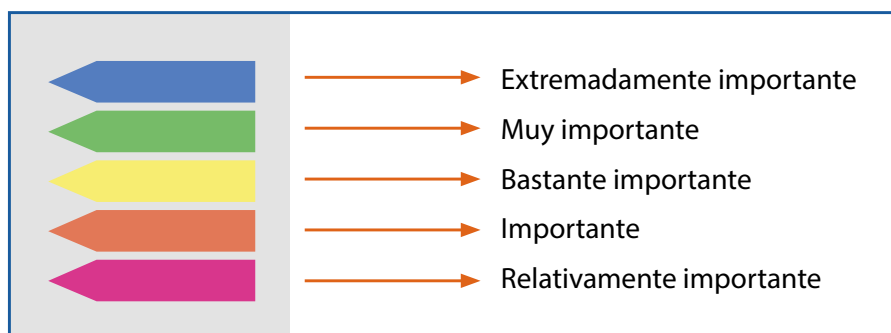 Extremadamente importante
Muy importante
Bastante importante
Importante
Relativamente importante